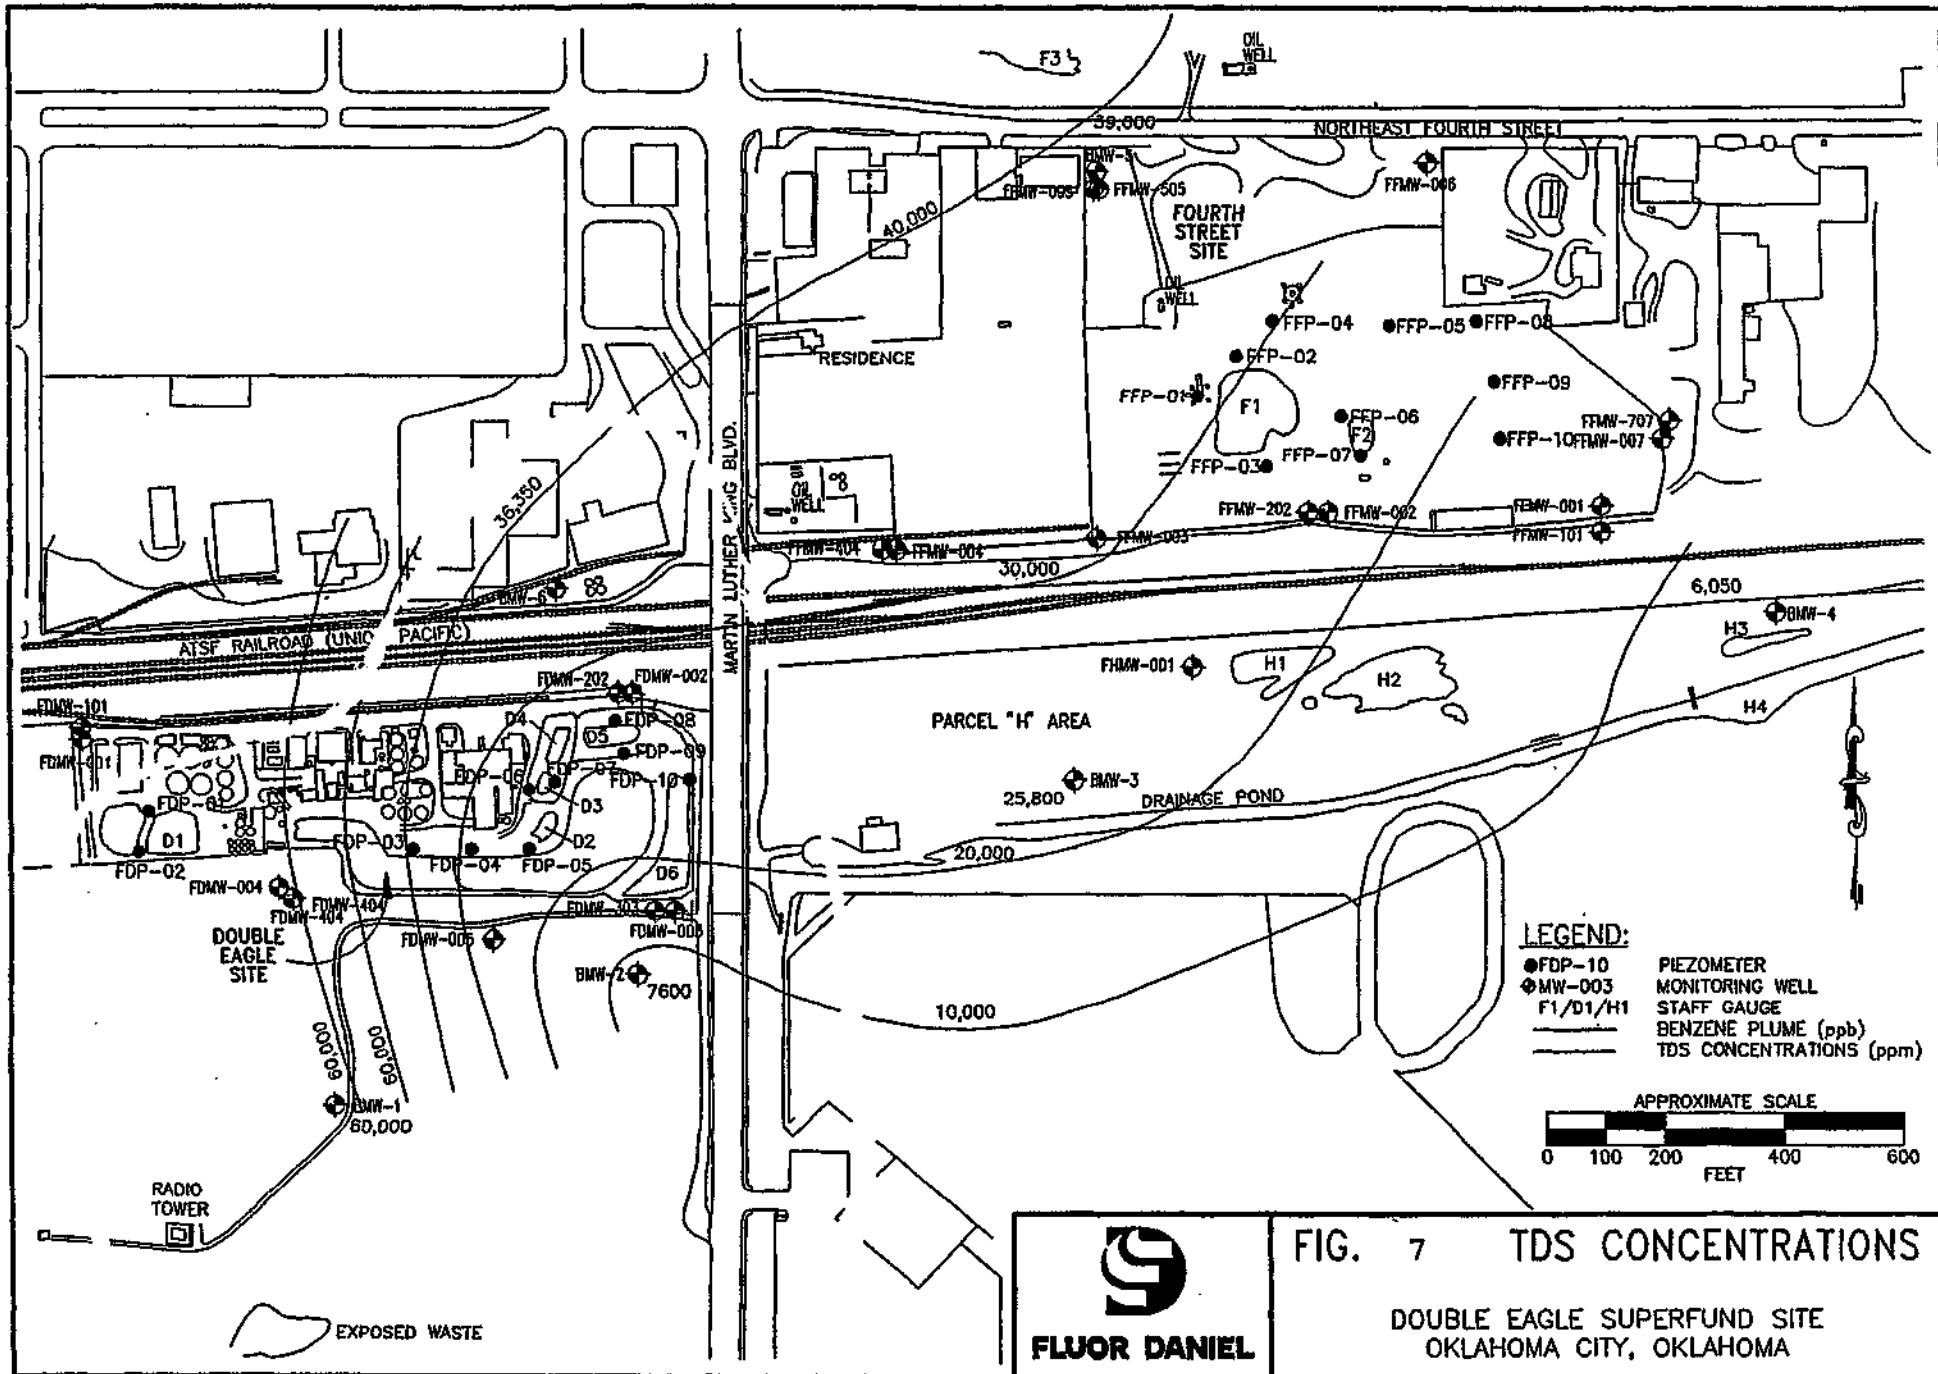 F3
OIL
WELL
39,000
NORTHEAST FOURTH STREET
BMW-5
FFMW-505
FFMW-006
40,000
FOURTH
STREET
SITE
OIL
WELL
FFP-04
FFP-05
FFP-08
RESIDENCE
FFP-02
FFP-09
FFP-01
F1
FFP-06
F2
FFMW-707
FFP-10
FFMW-007
FFP-03
FFP-07
MARTIN LUTHER KING BLVD.
OIL
WELL
36,350
FFMW-202
FFMW-002
FFMW-001
FFMW-101
FFMW-404
FFMW-004
FFMW-003
30,000
BMW-6
6,050
BMW-4
H3
ATSF RAILROAD (UNION PACIFIC)
FHMW-001
H1
H2
H4
FDMW-202
FDMW-002
FDMW-101
FDMW-001
D4
FDP-08
D5
PARCEL "H" AREA
FDP-09
FDP-06
FDP-07
FDP-10
BMW-3
25,800
DRAINAGE POND
D3
FDP-01
D1
FDP-02
FDP-03
FDP-04
FDP-05
D2
D6
20,000
FDMW-004
FDMW-404
FDMW-404
FDMW-303
FDMW-005
DOUBLE
EAGLE
SITE
BMW-2
7600
10,000
60,000
60,000
BMW-1
60,000
RADIO
TOWER
EXPOSED WASTE
LEGEND:
FDP-10 PIEZOMETER
MW-003 MONITORING WELL
F1/D1/H1 STAFF GAUGE
BENZENE PLUME (ppb)
TDS CONCENTRATIONS (ppm)
APPROXIMATE SCALE
0 100 200 400 600
FEET
FLUOR DANIEL
FIG. 7 TDS CONCENTRATIONS
DOUBLE EAGLE SUPERFUND SITE
OKLAHOMA CITY, OKLAHOMA